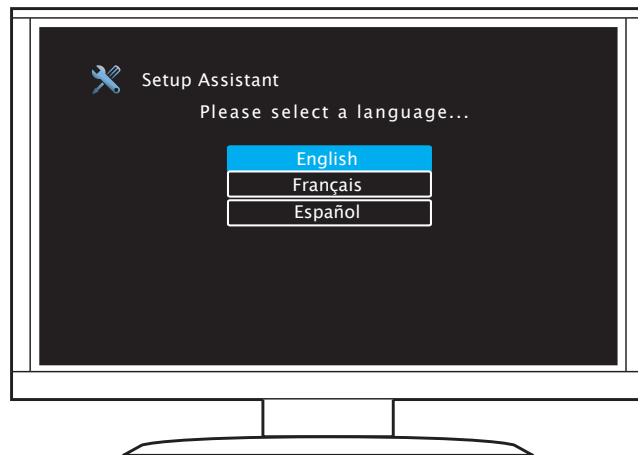 Setup Assistant
Please select a language...
English
Français
Español